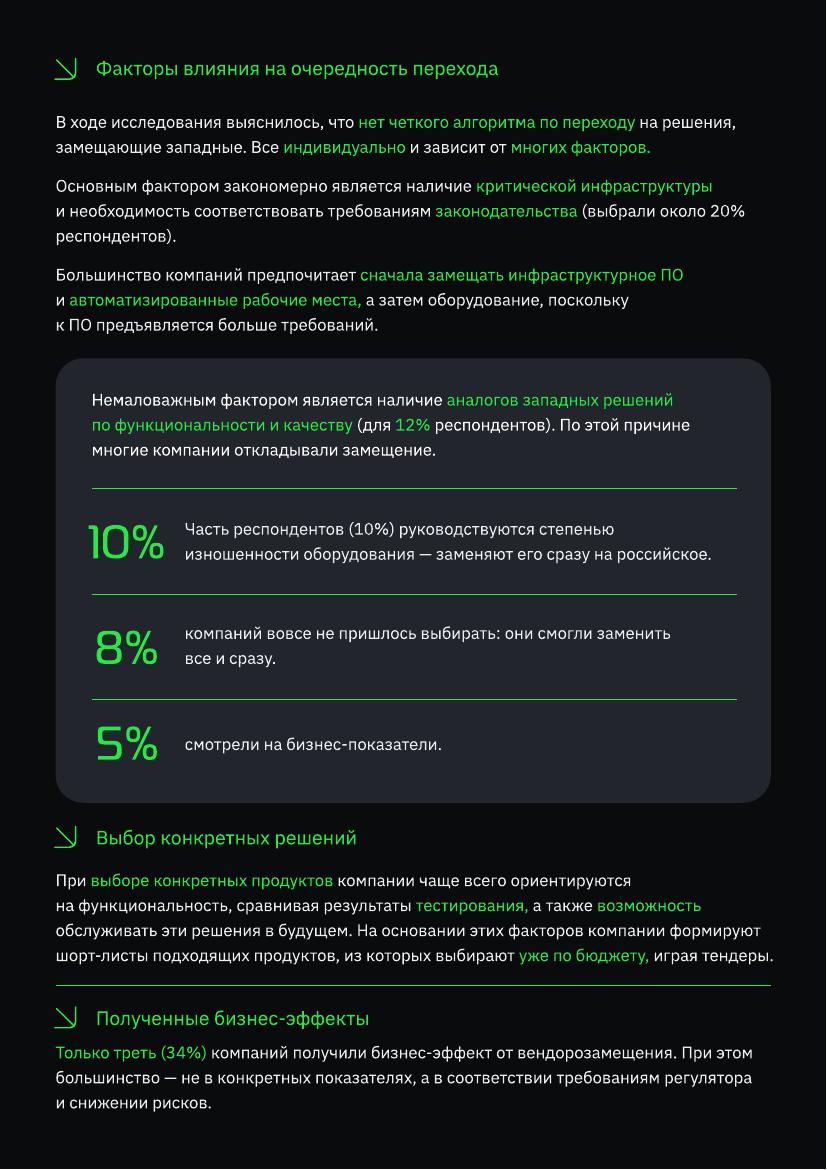 Факторы влияния на очередность перехода
В ходе исследования выяснилось, что нет четкого алгоритма по переходу на решения,
замещающие западные. Все индивидуально и зависит от многих факторов.
Основным фактором закономерно является наличие критической инфраструктуры
и необходимость соответствовать требованиям законодательства (выбрали около 20%
респондентов).
Большинство компаний предпочитает сначала замещать инфраструктурное ПО
и автоматизированные рабочие места, а затем оборудование, поскольку
к ПО предъявляется больше требований.
Немаловажным фактором является наличие аналогов западных решений
по функциональности и качеству (для 12% респондентов). По этой причине
многие компании откладывали замещение.
10%
Часть респондентов (10%) руководствуются степенью
изношенности оборудования — заменяют его сразу на российское.
8%
компаний вовсе не пришлось выбирать: они смогли заменить
все и сразу.
5%
смотрели на бизнес-показатели.
Выбор конкретных решений
При выборе конкретных продуктов компании чаще всего ориентируются
на функциональность, сравнивая результаты тестирования, а также возможность
обслуживать эти решения в будущем. На основании этих факторов компании формируют
шорт-листы подходящих продуктов, из которых выбирают уже по бюджету, играя тендеры.
Полученные бизнес-эффекты
Только треть (34%) компаний получили бизнес-эффект от вендорозамещения. При этом
большинство — не в конкретных показателях, а в соответствии требованиям регулятора
и снижении рисков.